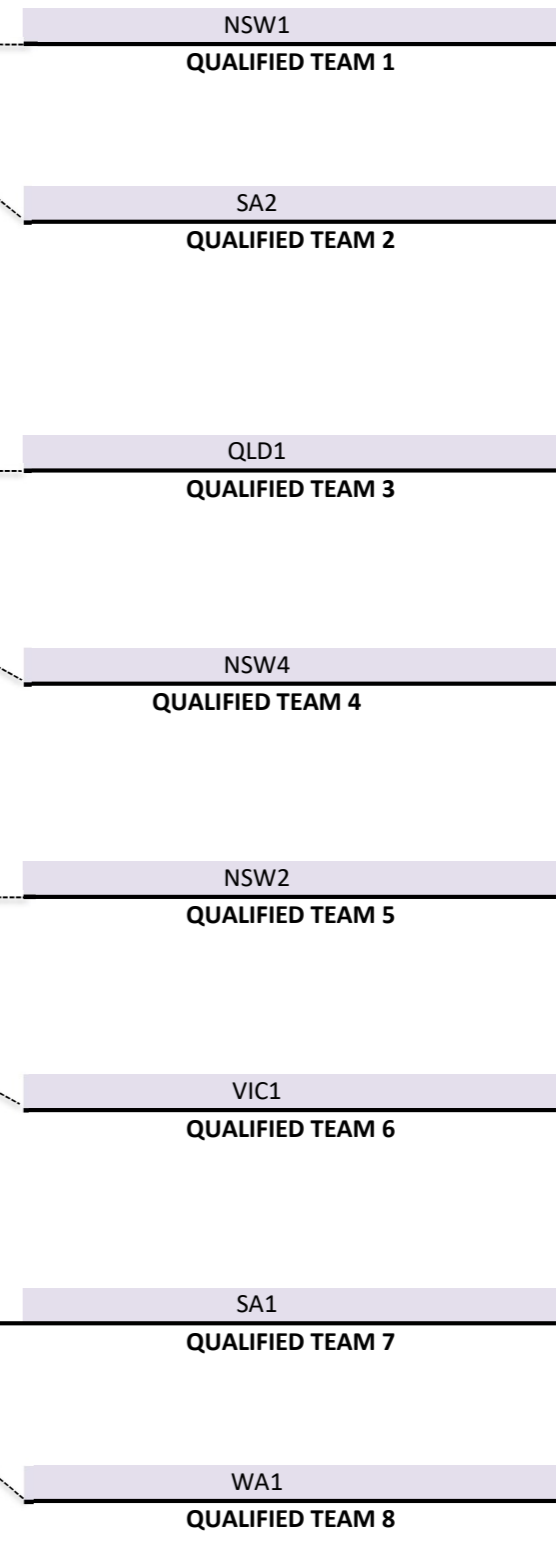 NSW1
QUALIFIED TEAM 1
SA2
QUALIFIED TEAM 2
QLD1
QUALIFIED TEAM 3
NSW4
QUALIFIED TEAM 4
NSW2
QUALIFIED TEAM 5
VIC1
QUALIFIED TEAM 6
SA1
QUALIFIED TEAM 7
WA1
QUALIFIED TEAM 8